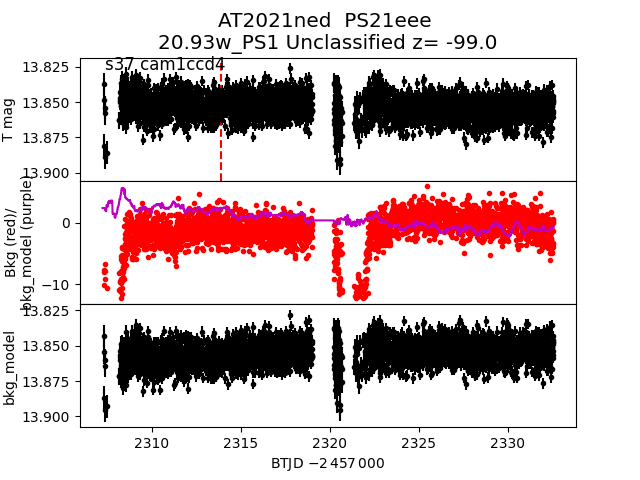 AT2021ned  PS21eee
20.93w_PS1 Unclassified z= -99.0
s37 cam1ccd4
13.825
13.850
13.875
13.900
T mag
0
−10
Bkg (red)/
bkg_model (purple)
13.825
13.850
13.875
13.900
bkg_model
2310
2315
2320
2325
2330
BTJD −2 457 000